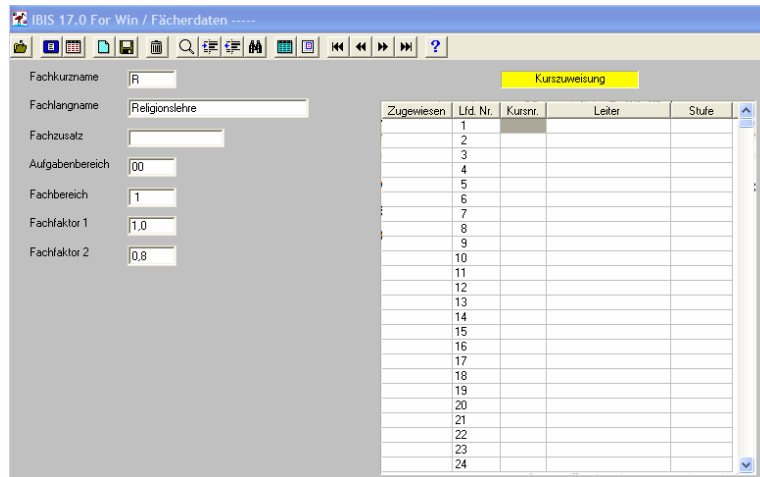 IBIS 17.0 For Win / Fächerdaten -----
?
Fachkurzname R
Fachlangname Religionslehre
Fachzusatz
Aufgabenbereich 00
Fachbereich 1
Fachfaktor 1 1,0
Fachfaktor 2 0,8
Kurszuweisung
Zugewiesen Lfd. Nr. Kursnr. Leiter Stufe
1
2
3
4
5
6
7
8
9
10
11
12
13
14
15
16
17
18
19
20
21
22
23
24